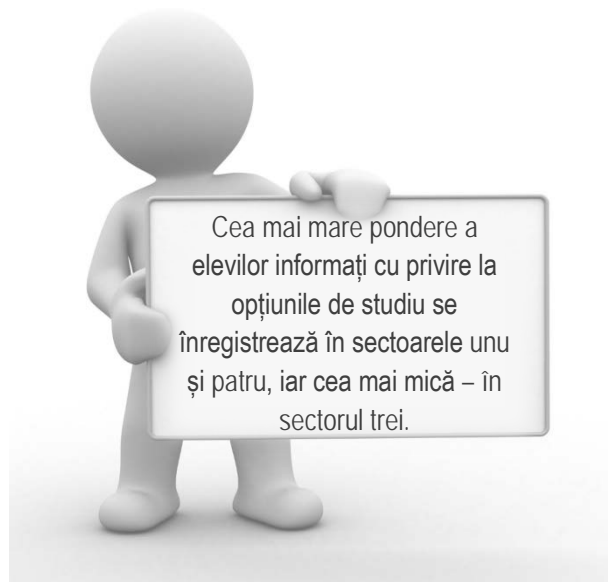 Cea mai mare pondere a
elevilor informați cu privire la
opțiunile de studiu se
înregistrează în sectoarele unu
și patru, iar cea mai mică – în
sectorul trei.